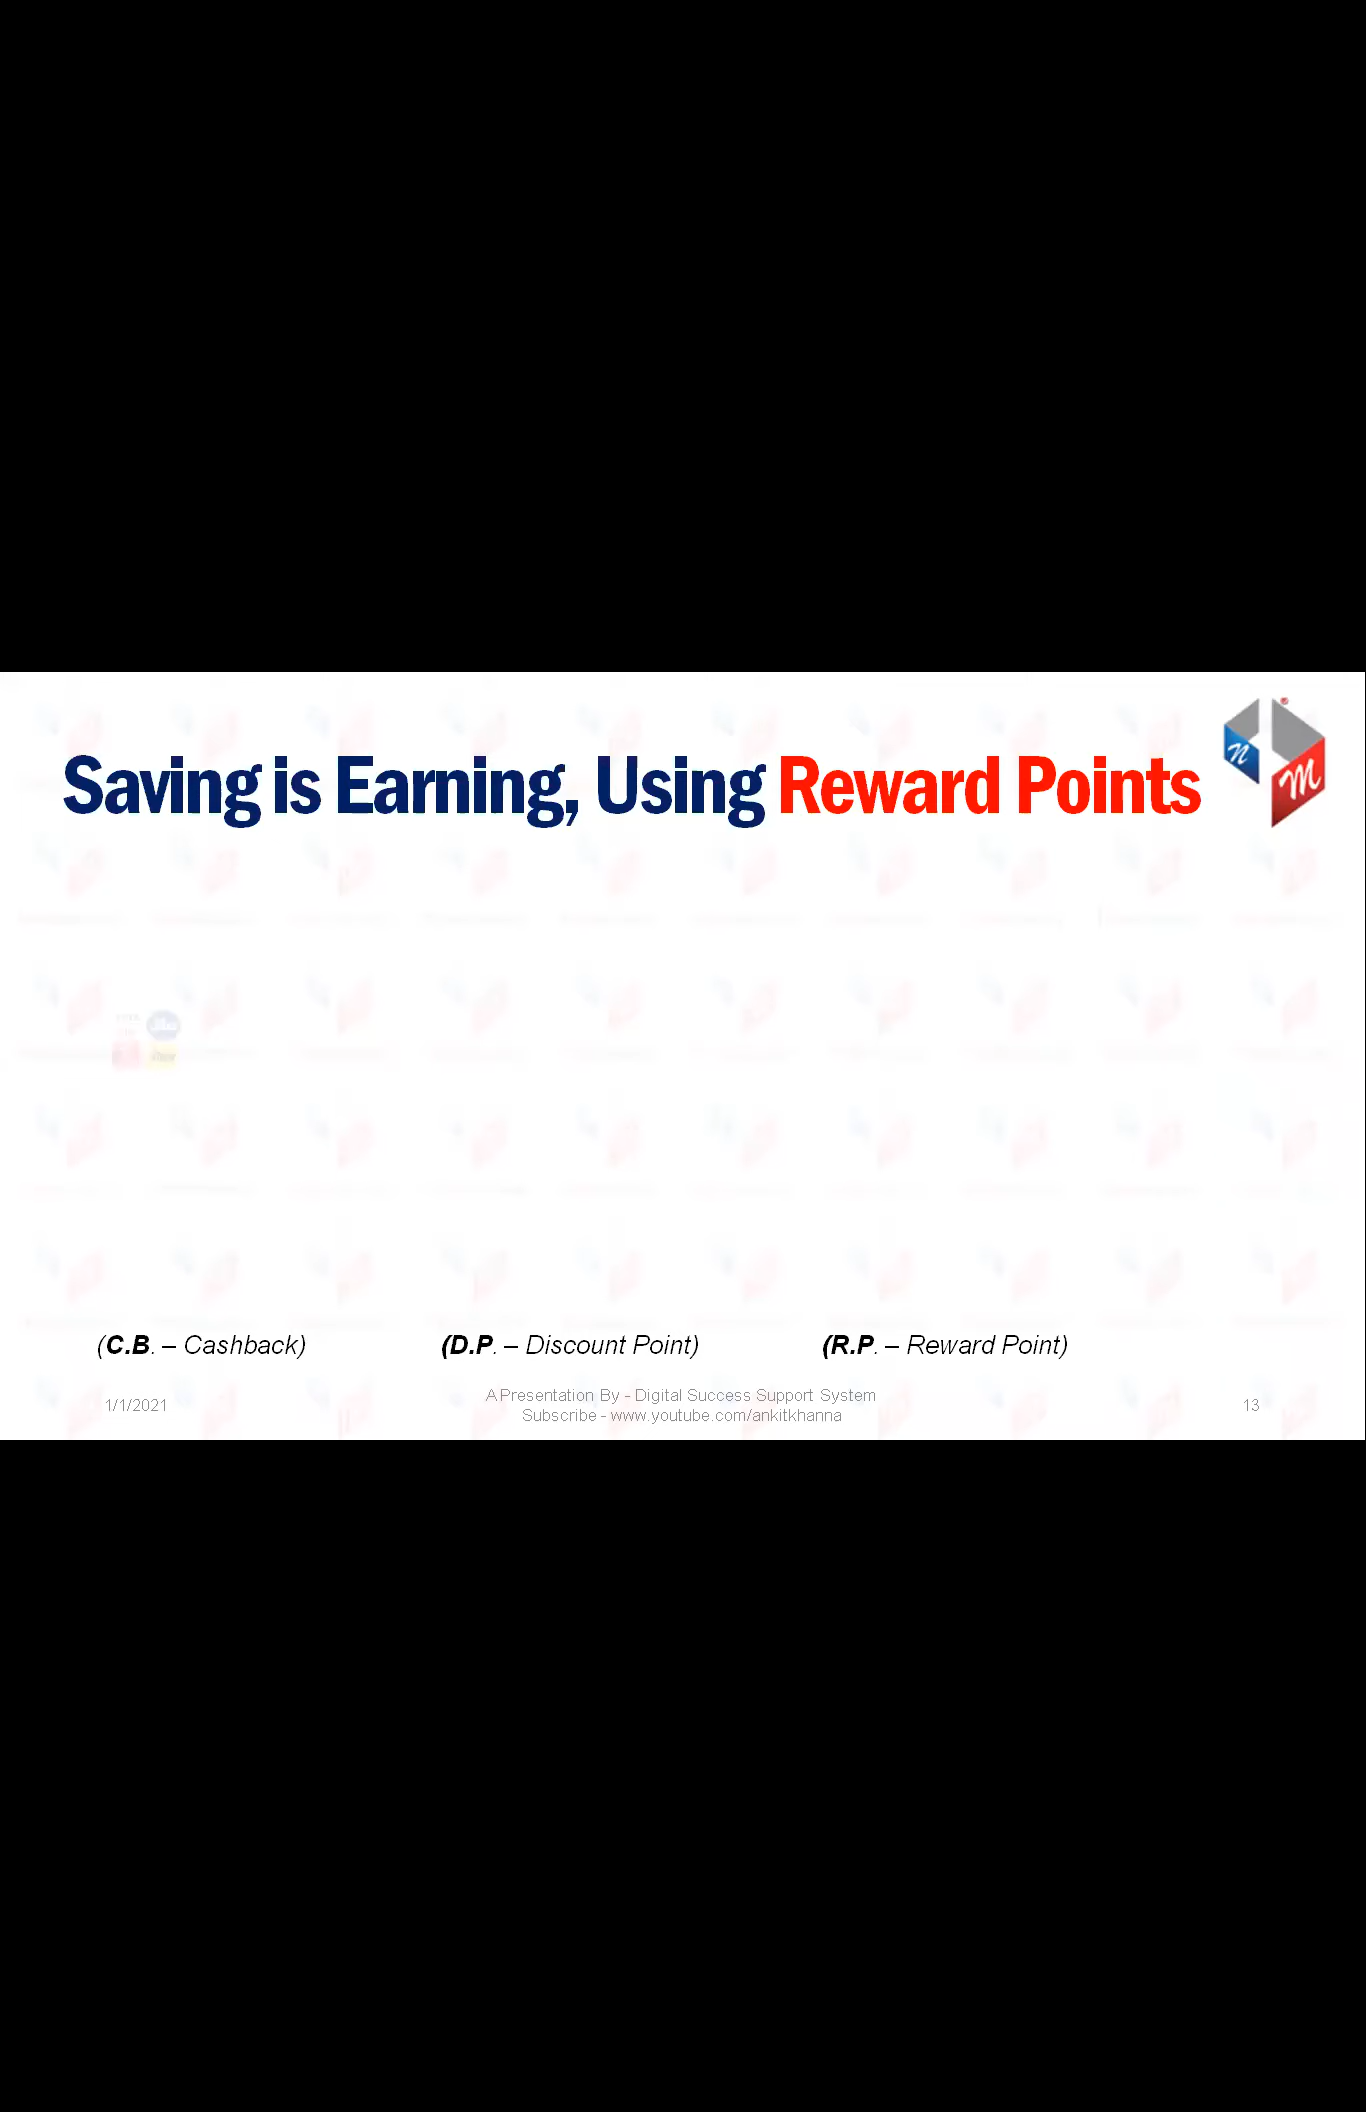 Saving is Earning, Using Reward Points
(C.B. – Cashback) (D.P. – Discount Point) (R.P. – Reward Point)
1/1/2021
A Presentation By - Digital Success Support System
Subscribe - www.youtube.com/ankitkhanna
13